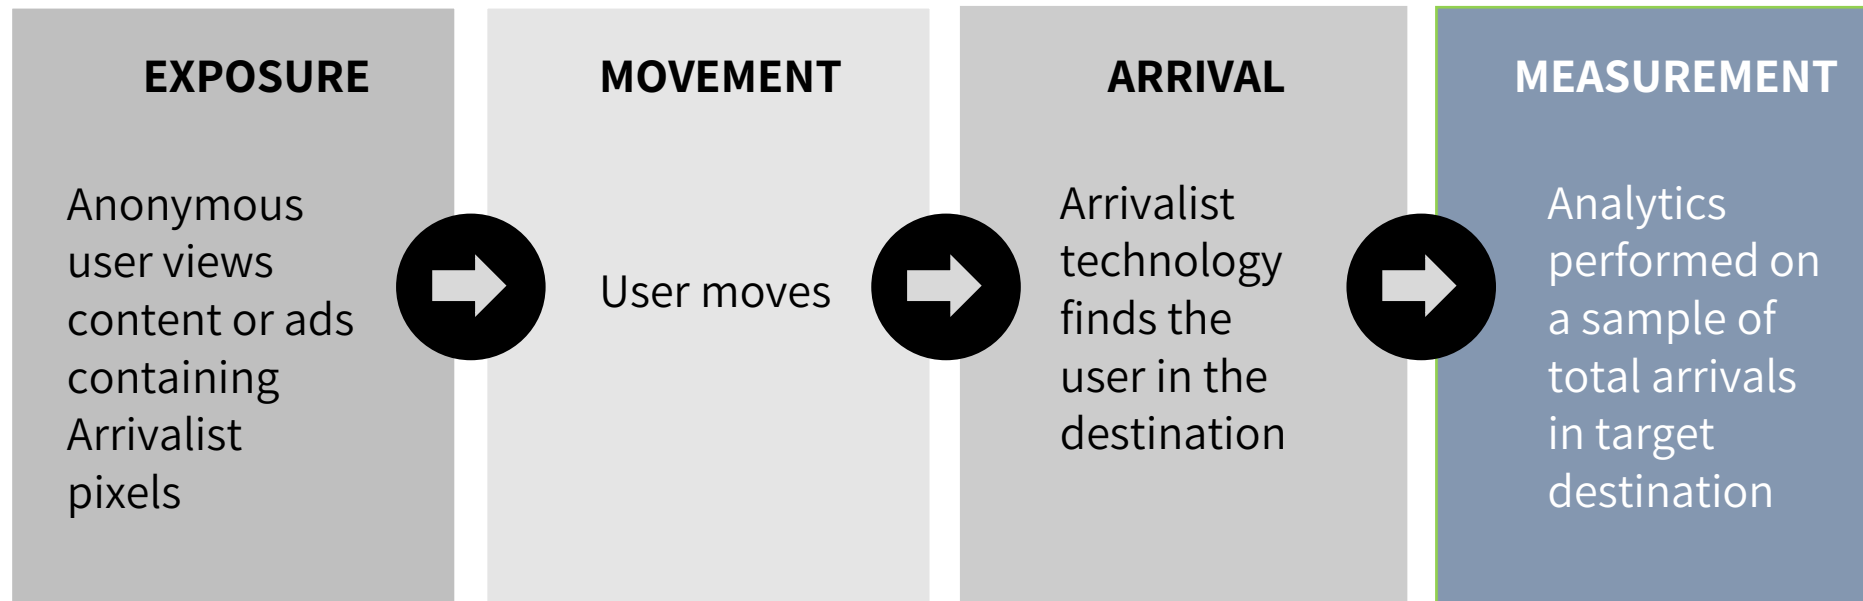 EXPOSURE
Anonymous
user views
content or ads
containing
Arrivalist
pixels
MOVEMENT
User moves
ARRIVAL
Arrivalist
technology
finds the
user in the
destination
MEASUREMENT
Analytics
performed on
a sample of
total arrivals
in target
destination